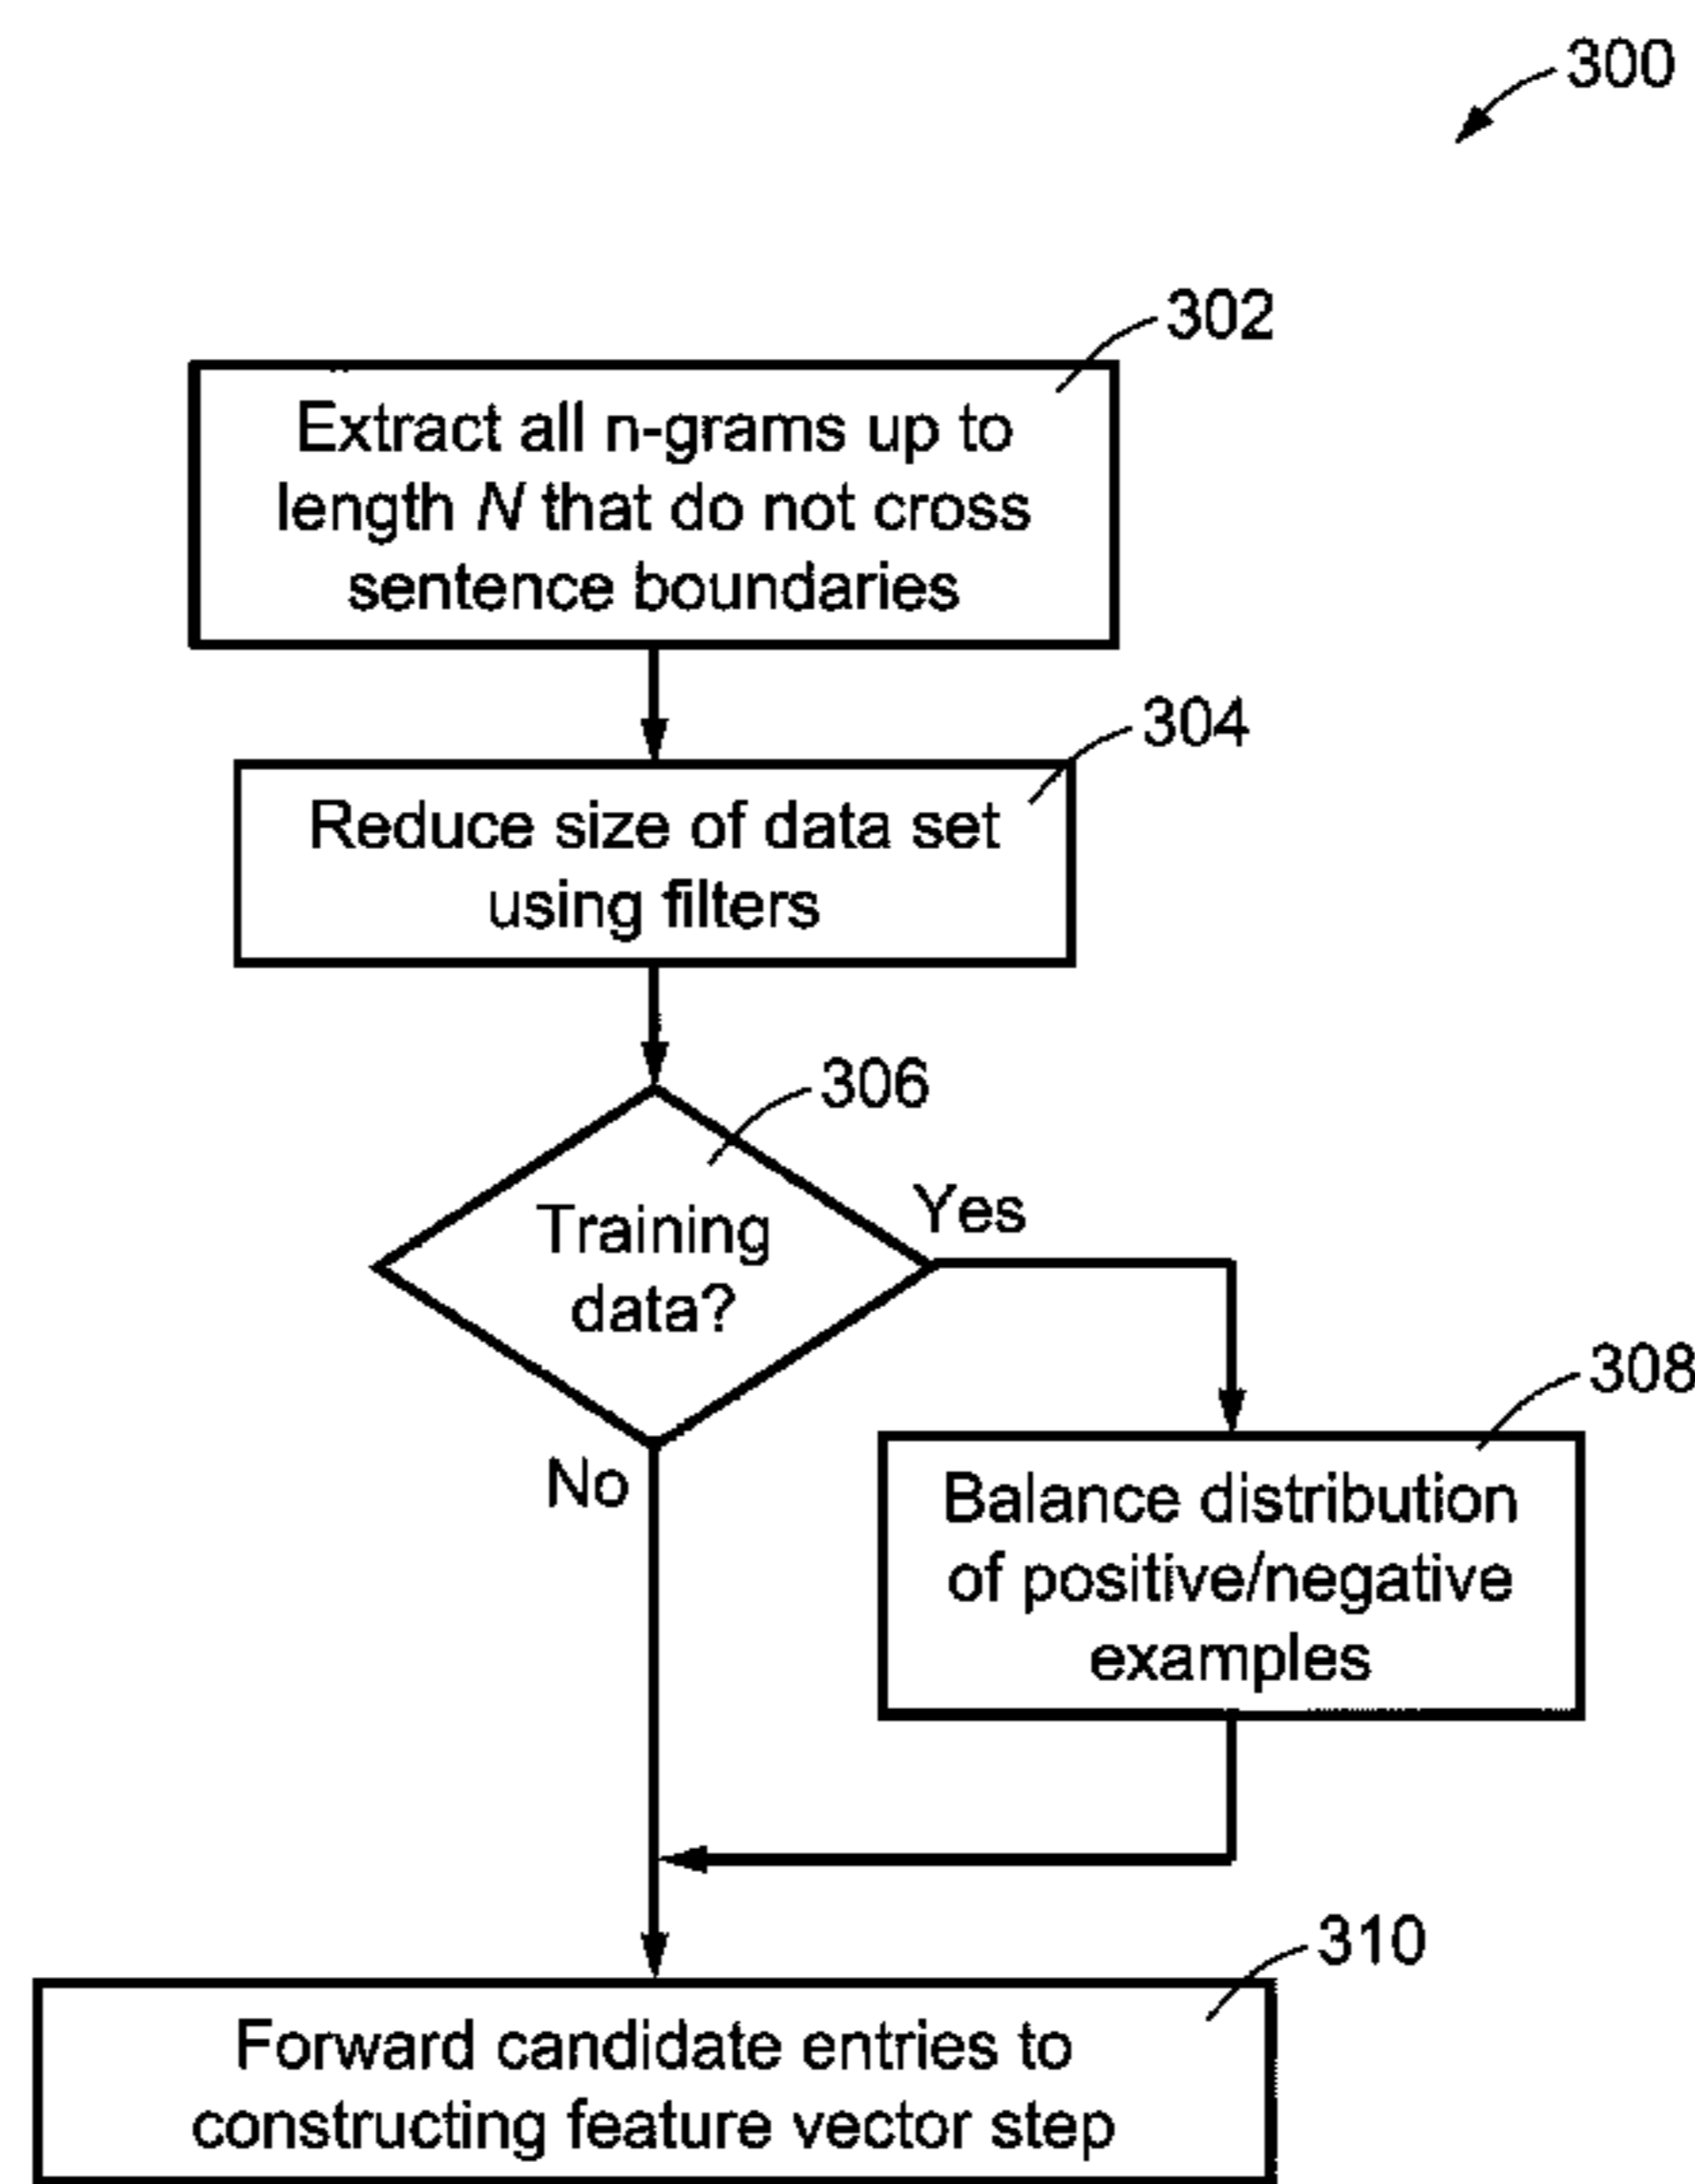 300
302
Extract all n-grams up to
length N that do not cross
sentence boundaries
304
Reduce size of data set
using filters
306
Training
data?
Yes
No
308
Balance distribution
of positive/negative
examples
310
Forward candidate entries to
constructing feature vector step